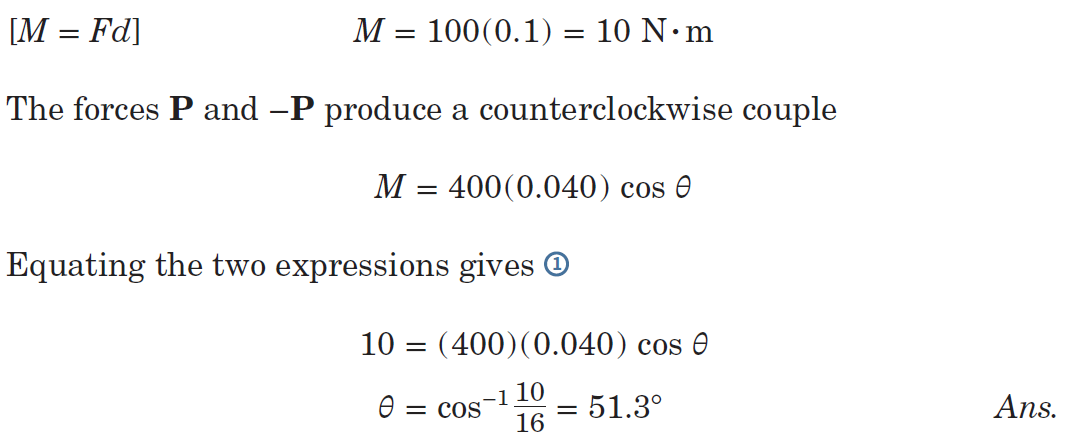 [M = Fd] M = 100(0.1) = 10 N·m
The forces P and –P produce a counterclockwise couple
M = 400(0.040) cos θ
Equating the two expressions gives ①
10 = (400)(0.040) cos θ
θ = cos⁻¹ 10/16 = 51.3° Ans.